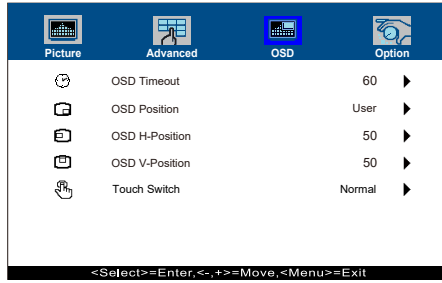 Picture Advanced OSD Option
OSD Timeout 60
OSD Position User
OSD H-Position 50
OSD V-Position 50
Touch Switch Normal
<Select>=Enter,<-,+>=Move,<Menu>=Exit